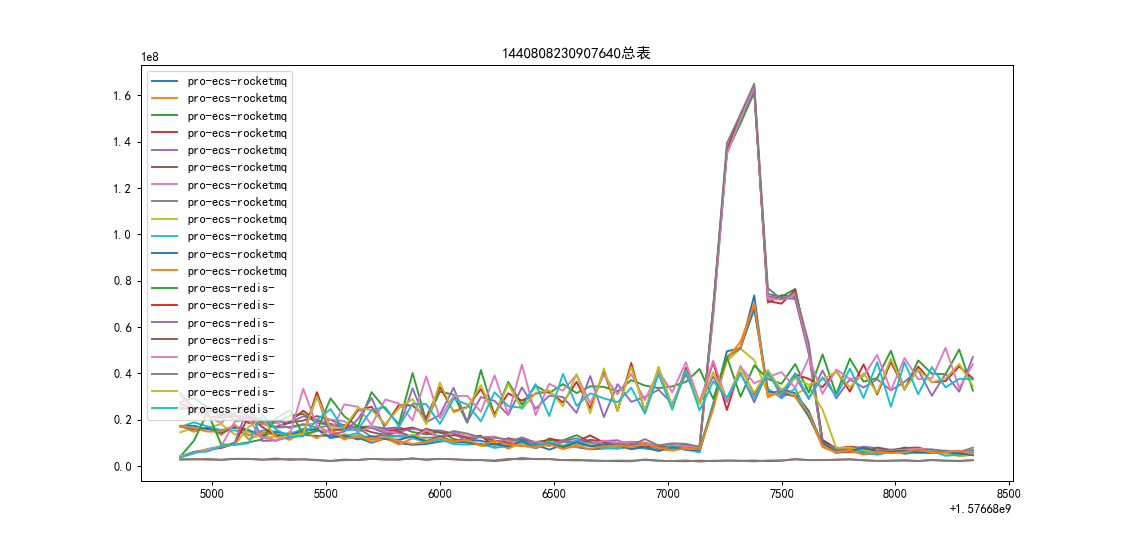 1440808230907640总表
1e8
1.6
1.4
1.2
1.0
0.8
0.6
0.4
0.2
0.0
pro-ecs-rocketmq
pro-ecs-rocketmq
pro-ecs-rocketmq
pro-ecs-rocketmq
pro-ecs-rocketmq
pro-ecs-rocketmq
pro-ecs-rocketmq
pro-ecs-rocketmq
pro-ecs-rocketmq
pro-ecs-rocketmq
pro-ecs-rocketmq
pro-ecs-rocketmq
pro-ecs-redis-
pro-ecs-redis-
pro-ecs-redis-
pro-ecs-redis-
pro-ecs-redis-
pro-ecs-redis-
pro-ecs-redis-
pro-ecs-redis-
5000 5500 6000 6500 7000 7500 8000 8500
+1.57668e9